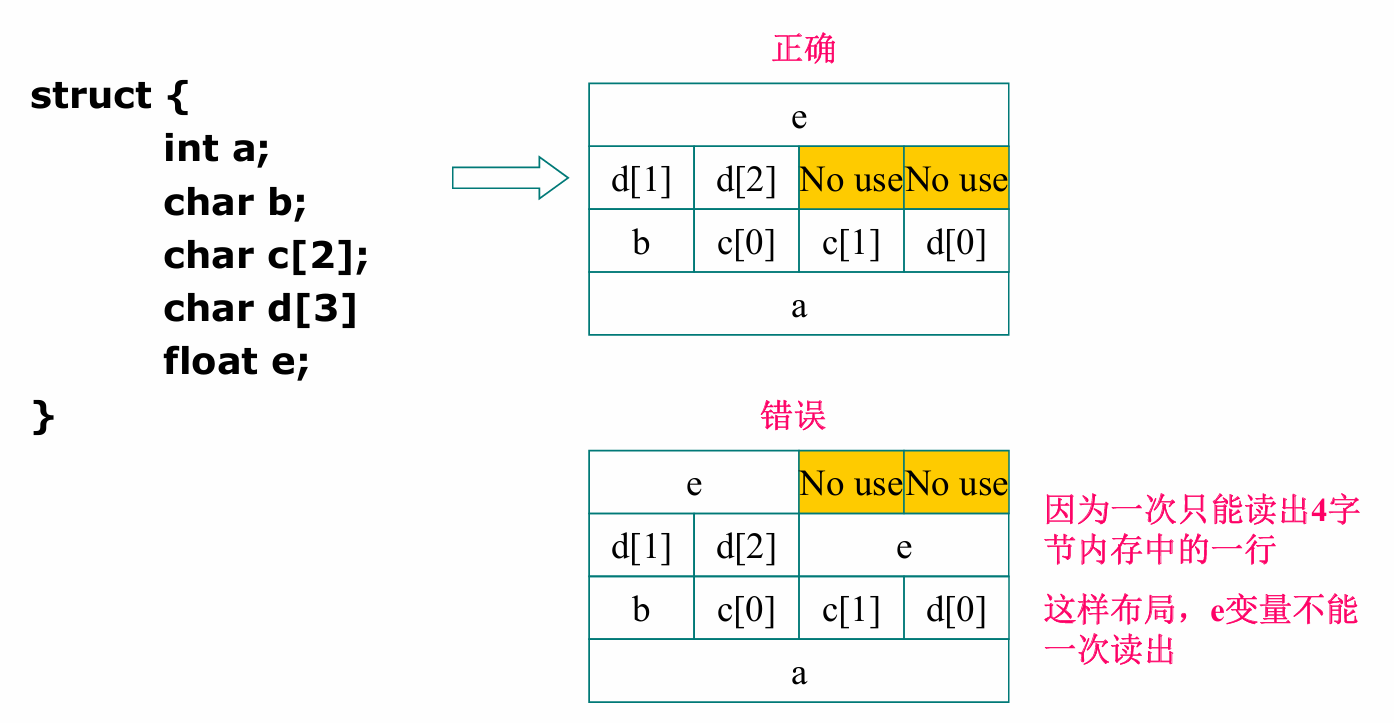 struct {
int a;
char b;
char c[2];
char d[3]
float e;
}
正确
e
d[1] d[2] No use No use
b c[0] c[1] d[0]
a
错误
e No use No use
d[1] d[2] e
b c[0] c[1] d[0]
a
因为一次只能读出4字
节内存中的一行
这样布局，e变量不能
一次读出